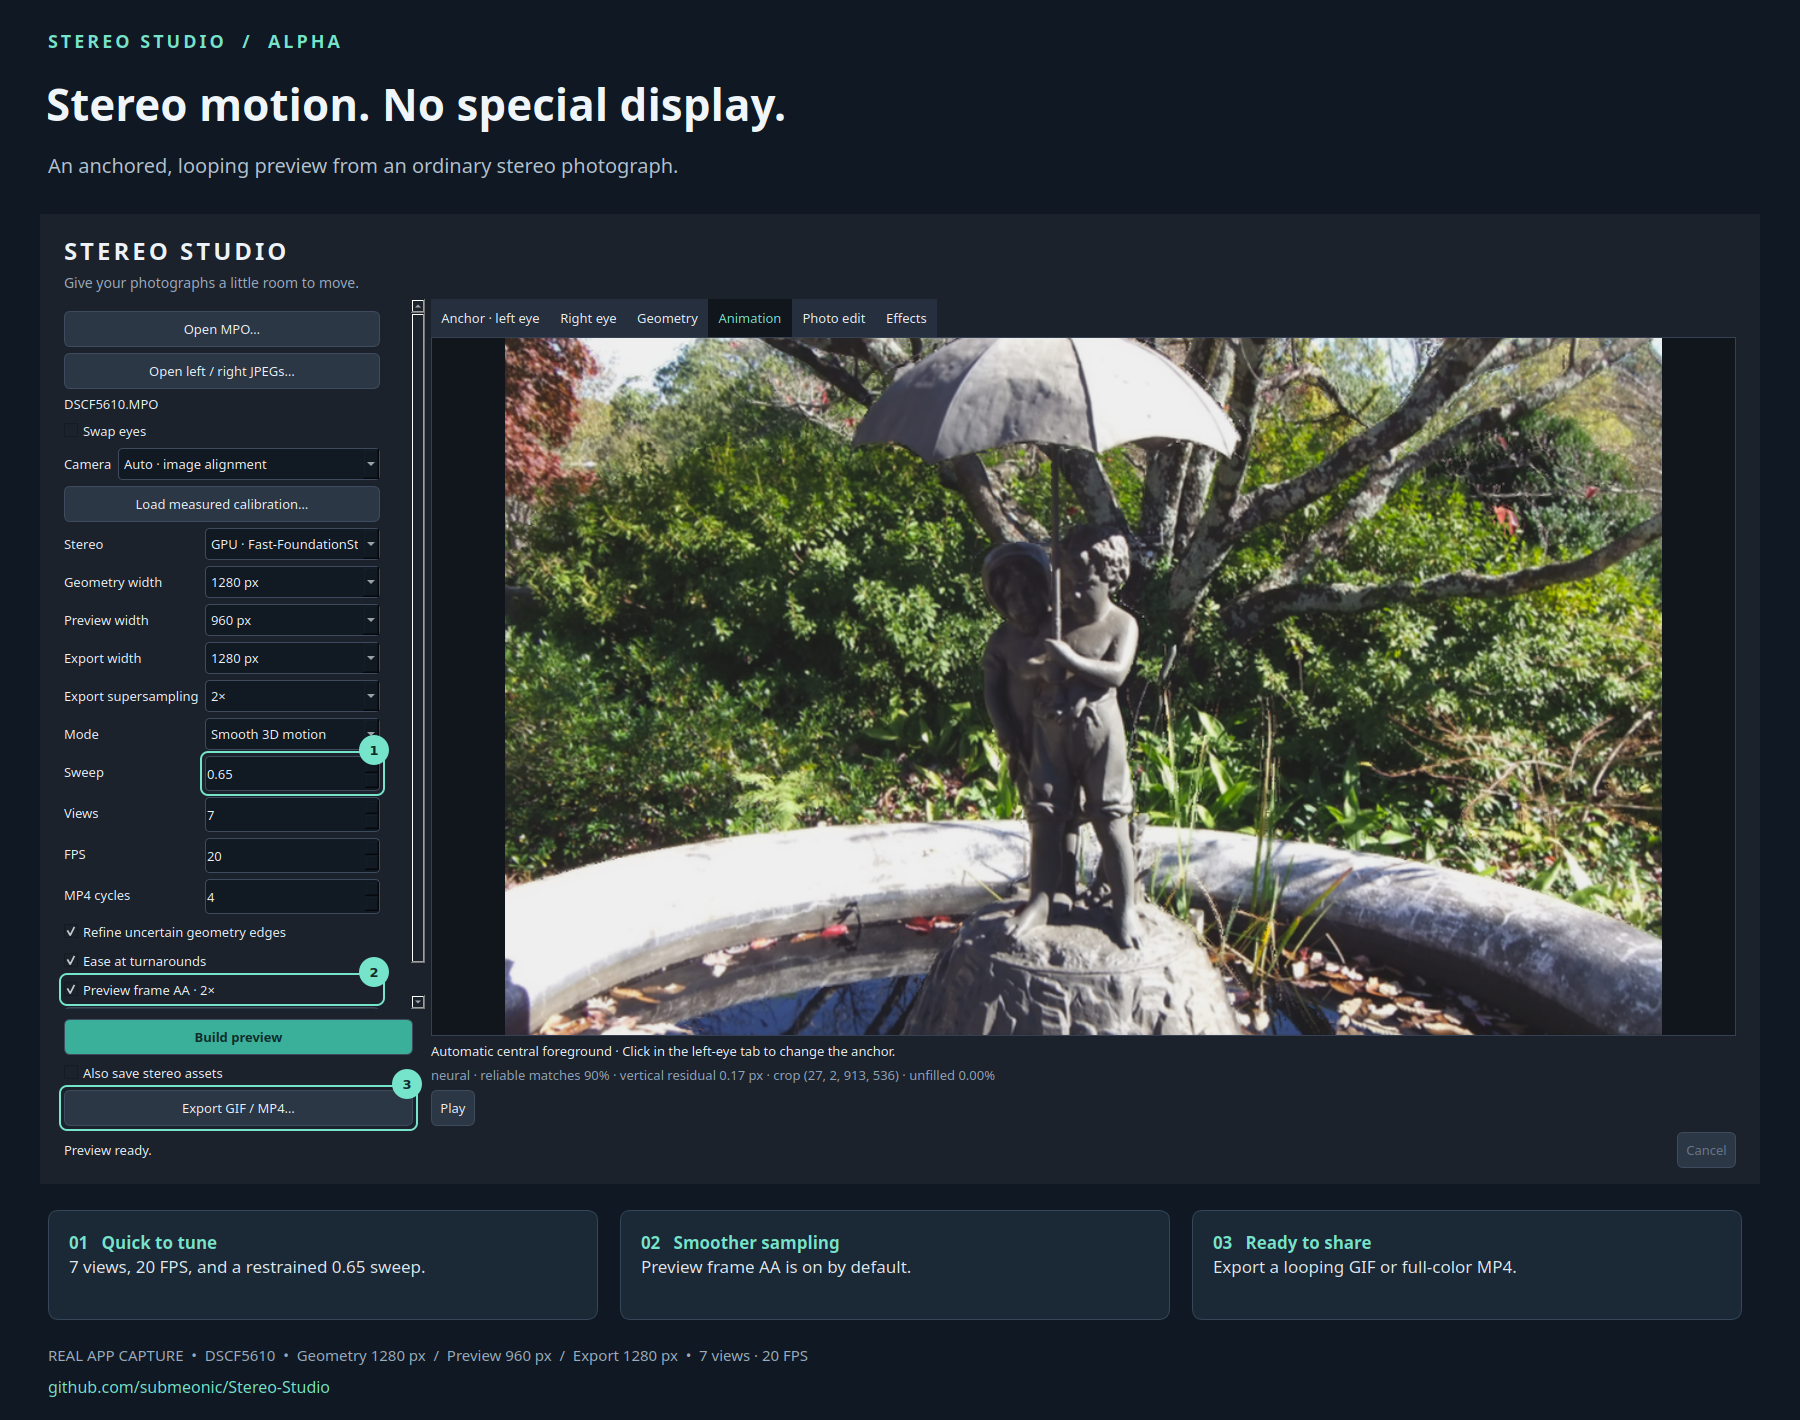 STEREO STUDIO / ALPHA
Stereo motion. No special display.
An anchored, looping preview from an ordinary stereo photograph.
STEREO STUDIO
Give your photographs a little room to move.
Open MPO...
Open left / right JPEGs...
DSCF5610.MPO
Swap eyes
Camera Auto · image alignment
Load measured calibration...
Stereo GPU · Fast-FoundationSt
Geometry width 1280 px
Preview width 960 px
Export width 1280 px
Export supersampling 2×
Mode Smooth 3D motion
1
Sweep 0.65
Views 7
FPS 20
MP4 cycles 4
✓ Refine uncertain geometry edges
✓ Ease at turnarounds
2
✓ Preview frame AA · 2×
Build preview
Also save stereo assets
3
Export GIF / MP4...
Preview ready.
Anchor · left eye Right eye Geometry Animation Photo edit Effects
Automatic central foreground · Click in the left-eye tab to change the anchor.
neural · reliable matches 90% · vertical residual 0.17 px · crop (27, 2, 913, 536) · unfilled 0.00%
Play
Cancel
01 Quick to tune
7 views, 20 FPS, and a restrained 0.65 sweep.
02 Smoother sampling
Preview frame AA is on by default.
03 Ready to share
Export a looping GIF or full-color MP4.
REAL APP CAPTURE • DSCF5610 • Geometry 1280 px / Preview 960 px / Export 1280 px • 7 views · 20 FPS
github.com/submeonic/Stereo-Studio